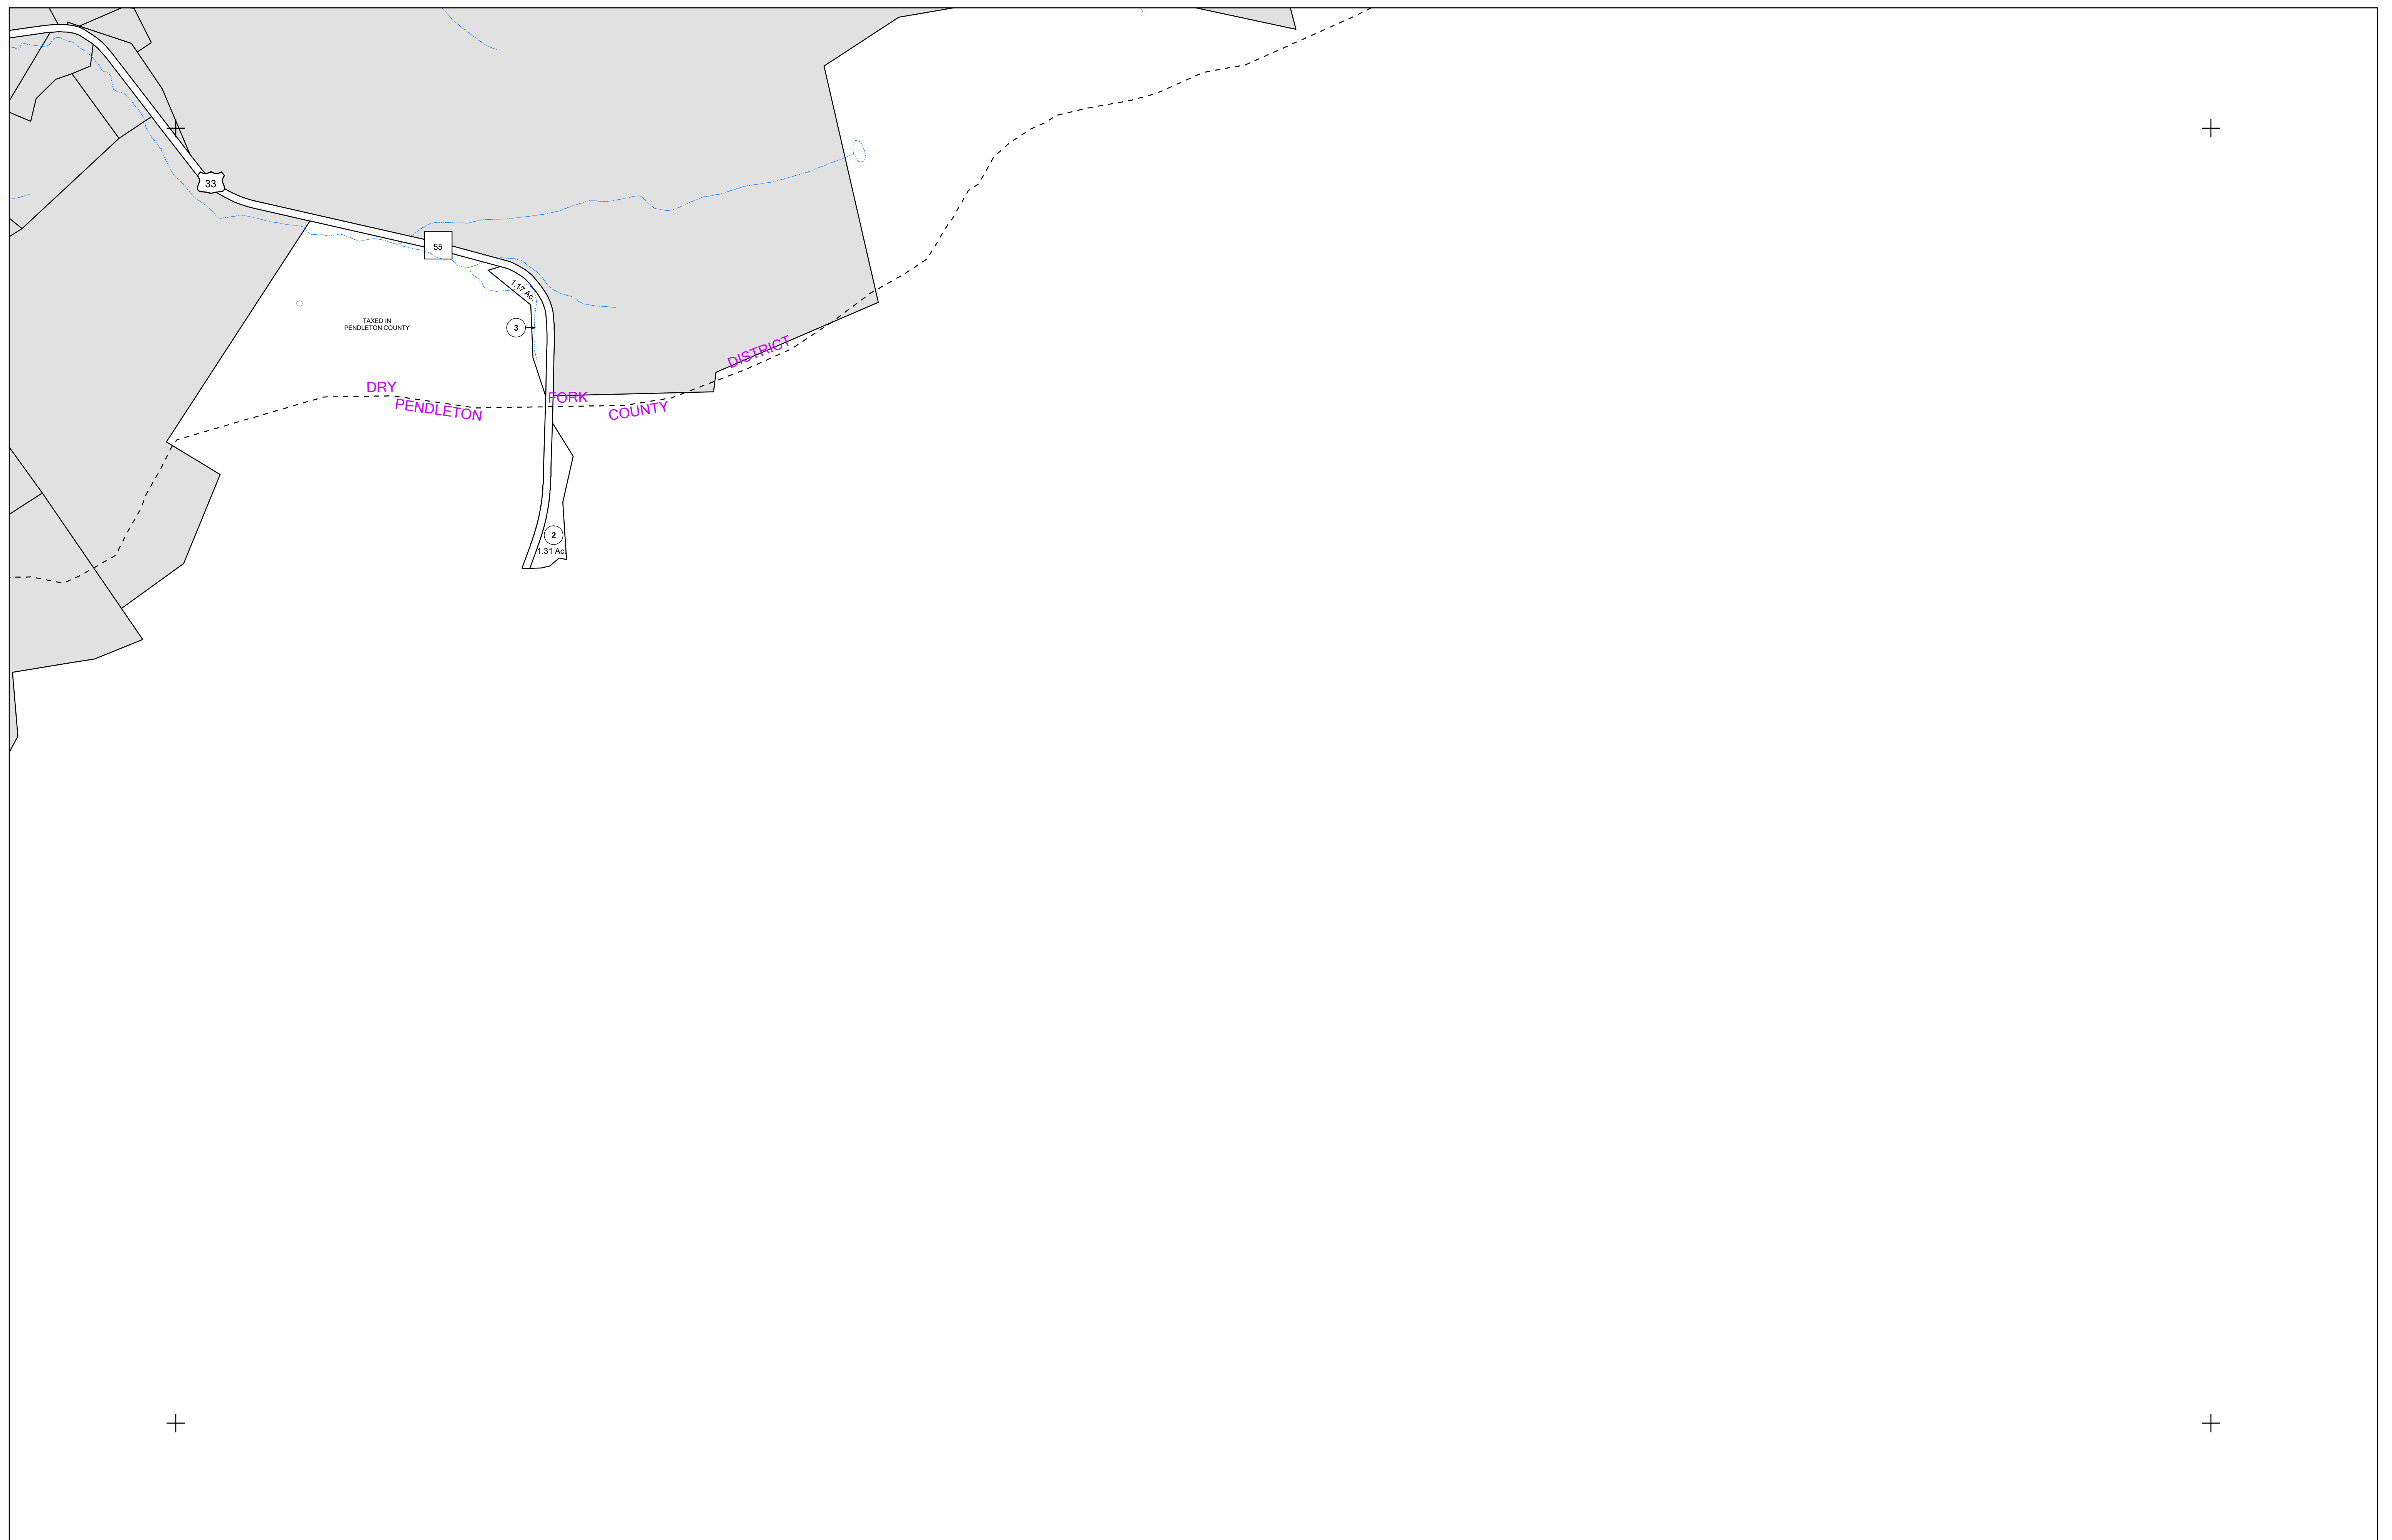 33
55
1.17 Ac.
TAXED IN
PENDLETON COUNTY
3
DISTRICT
DRY
FORK
PENDLETON
COUNTY
2
1.31 Ac.